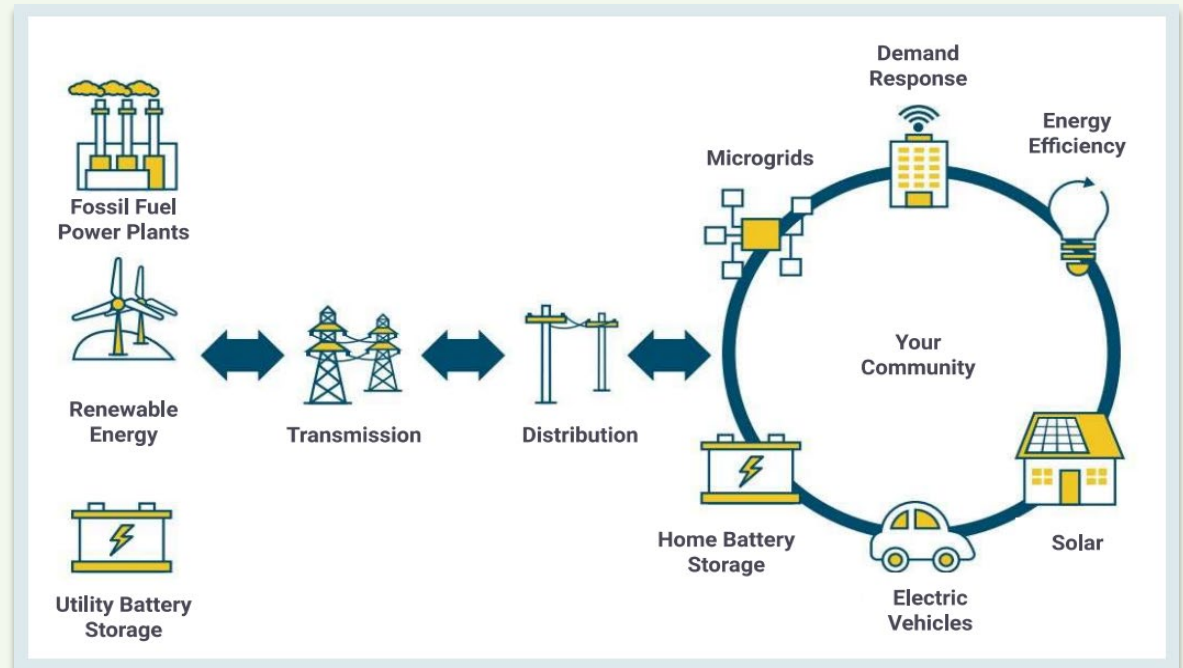 Fossil Fuel
Power Plants
Renewable
Energy
Utility Battery
Storage
Transmission
Distribution
Microgrids
Demand
Response
Energy
Efficiency
Your
Community
Home Battery
Storage
Electric
Vehicles
Solar